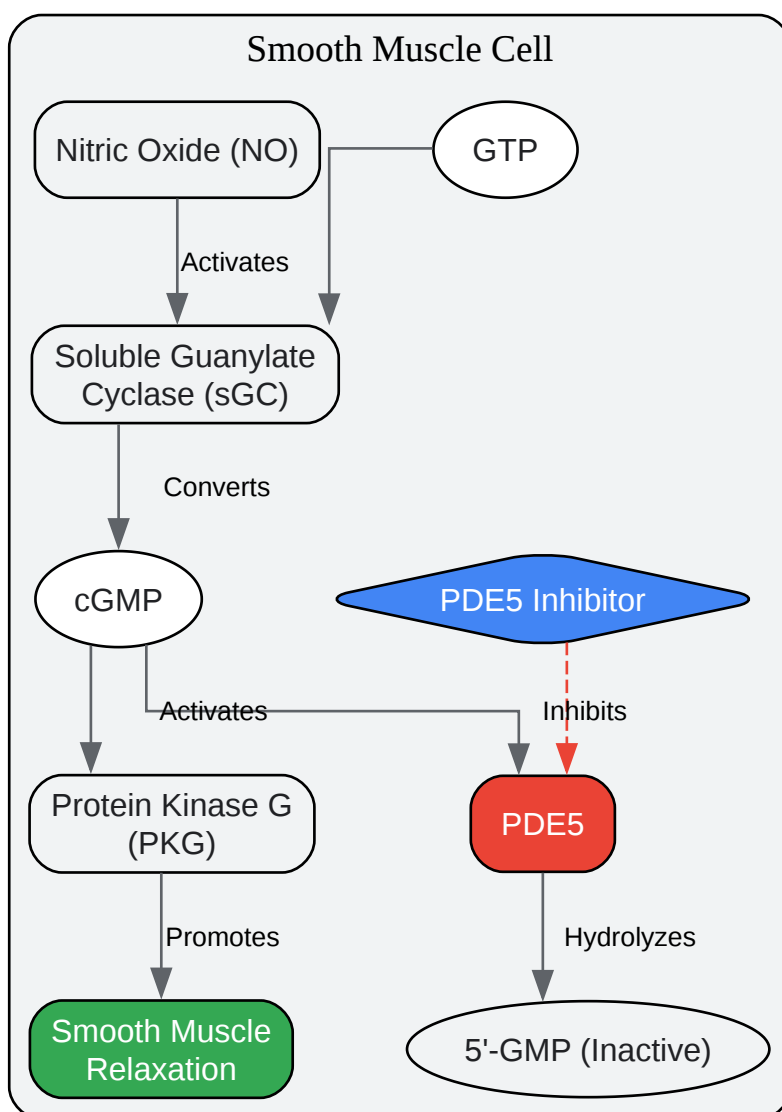 Smooth Muscle Cell
Nitric Oxide (NO)
GTP
Activates
Soluble Guanylate
Cyclase (sGC)
Converts
cGMP
PDE5 Inhibitor
Activates
Inhibits
Protein Kinase G
(PKG)
PDE5
Promotes
Hydrolyzes
Smooth Muscle
Relaxation
5'-GMP (Inactive)